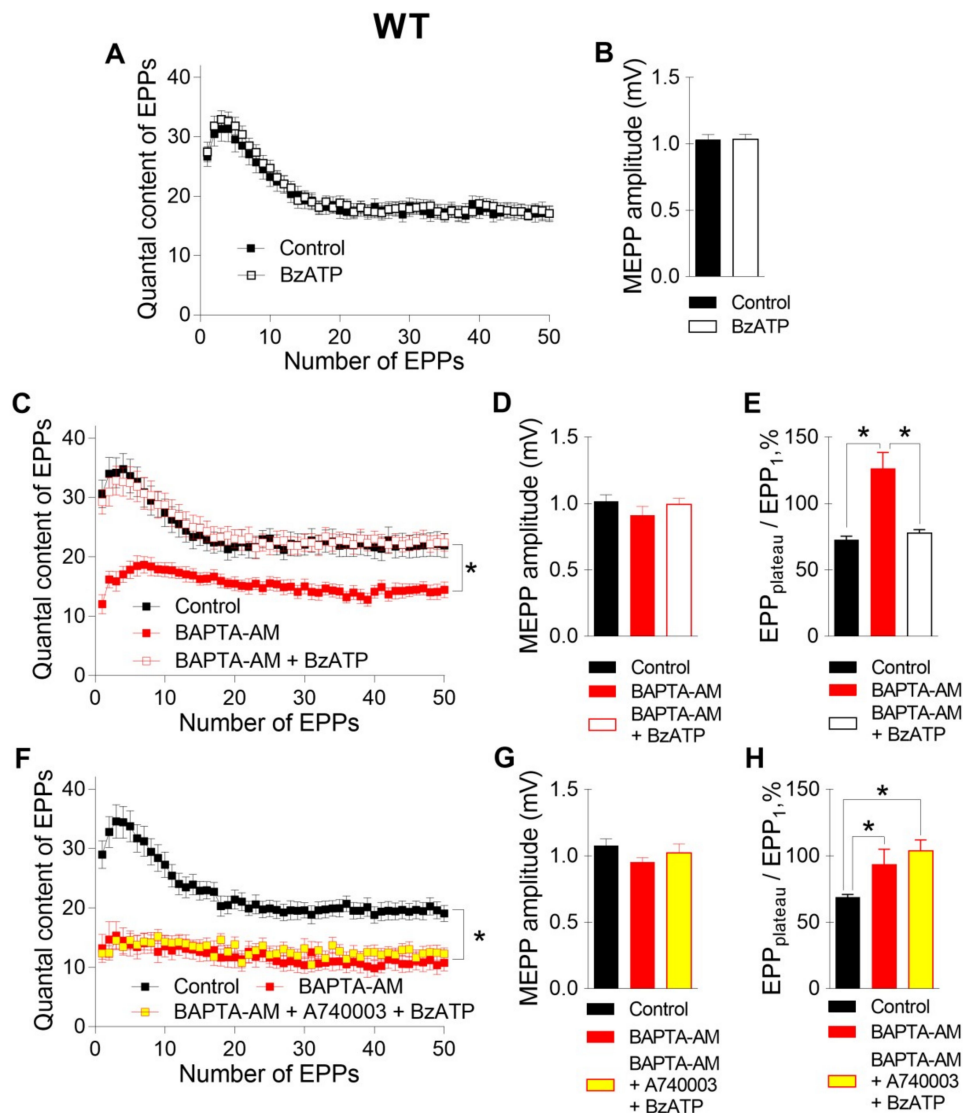 WT
A
Quantal content of EPPs
40
30
20
10
0
Control
BzATP
0 10 20 30 40 50
Number of EPPs
B
MEPP amplitude (mV)
1.5
1.0
0.5
0.0
Control
BzATP
C
Quantal content of EPPs
40
30
20
10
0
*
Control
BAPTA-AM
BAPTA-AM + BzATP
0 10 20 30 40 50
Number of EPPs
D
MEPP amplitude (mV)
1.5
1.0
0.5
0.0
Control
BAPTA-AM
BAPTA-AM
+ BzATP
E
EPPplateau / EPP1,%
150
100
50
0
* *
Control
BAPTA-AM
BAPTA-AM
+ BzATP
F
Quantal content of EPPs
40
30
20
10
0
*
Control BAPTA-AM
BAPTA-AM + A740003 + BzATP
0 10 20 30 40 50
Number of EPPs
G
MEPP amplitude (mV)
1.5
1.0
0.5
0.0
Control
BAPTA-AM
BAPTA-AM
+ A740003
+ BzATP
H
EPPplateau / EPP1,%
150
100
50
0
*
*
Control
BAPTA-AM
BAPTA-AM
+ A740003
+ BzATP